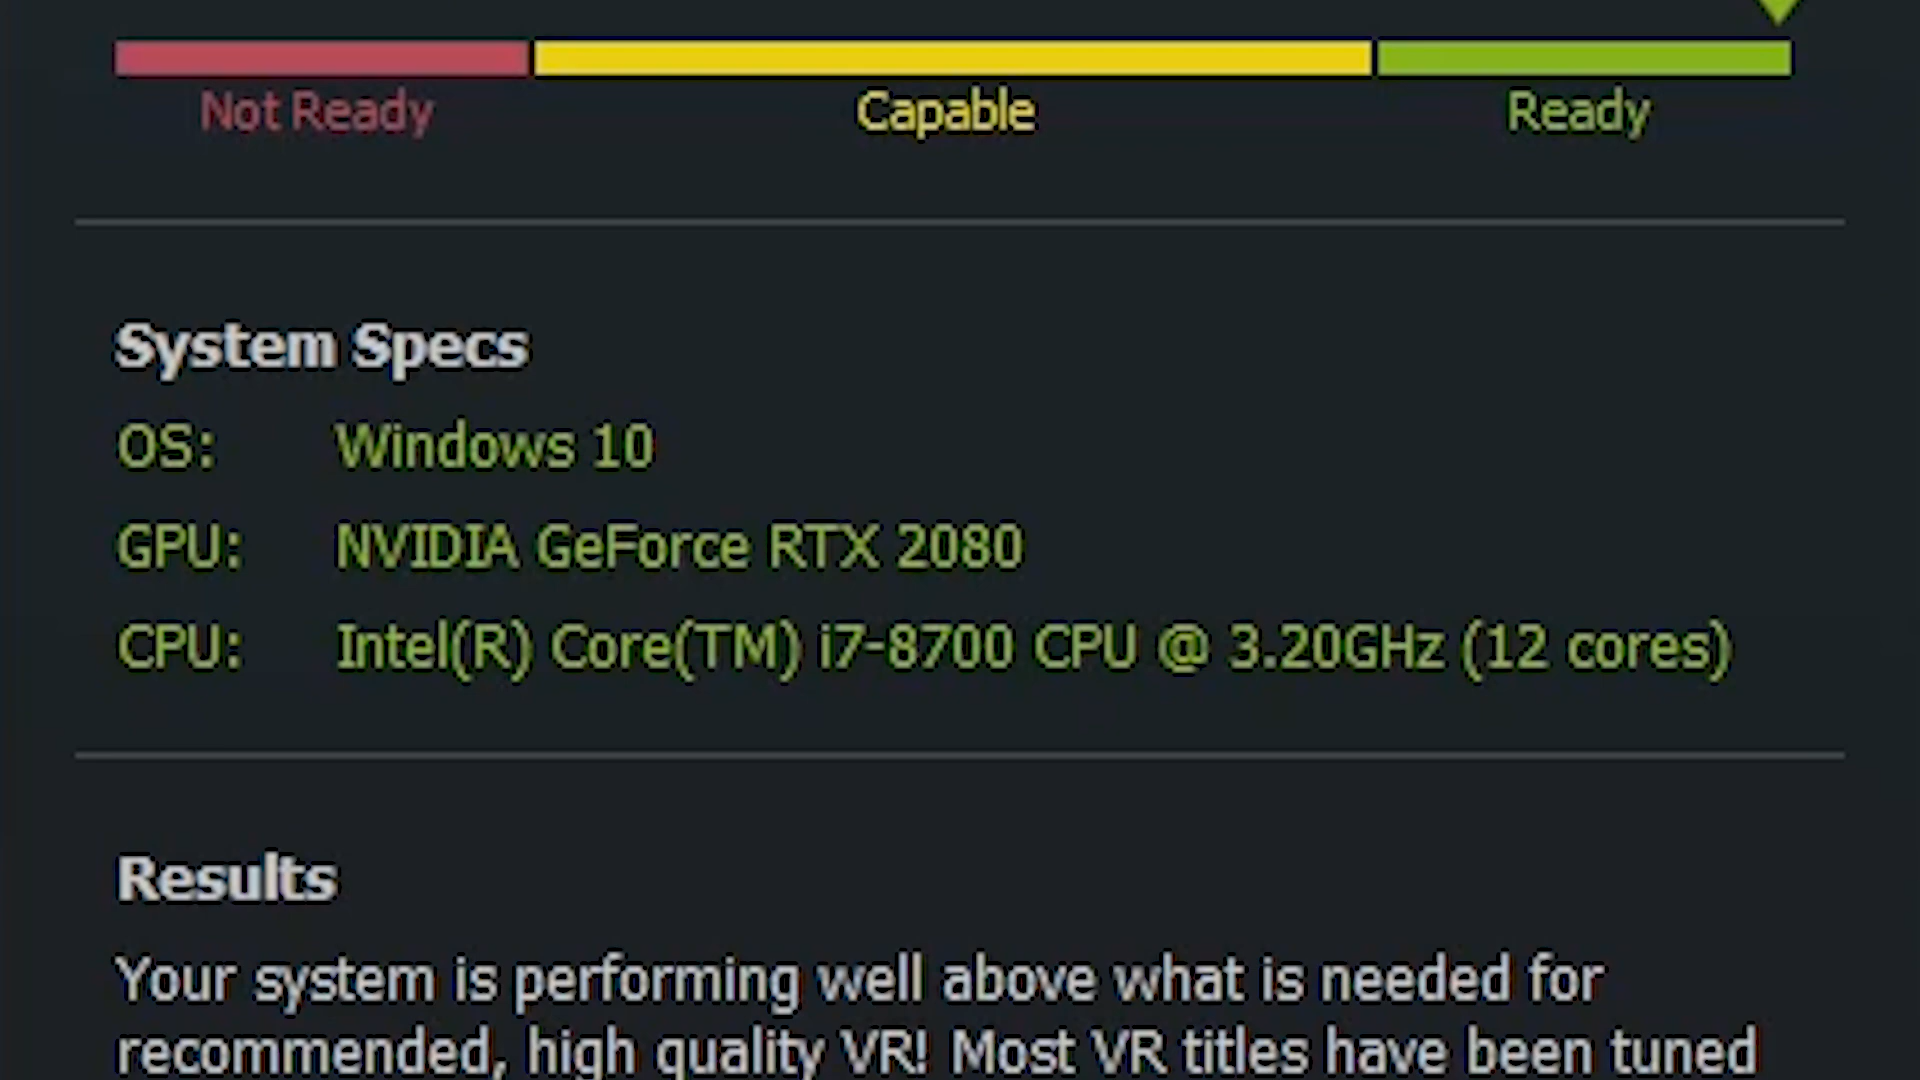 Not Ready Capable Ready
System Specs
OS: Windows 10
GPU: NVIDIA GeForce RTX 2080
CPU: Intel(R) Core(TM) i7-8700 CPU @ 3.20GHz (12 cores)
Results
Your system is performing well above what is needed for
recommended, high quality VR! Most VR titles have been tuned